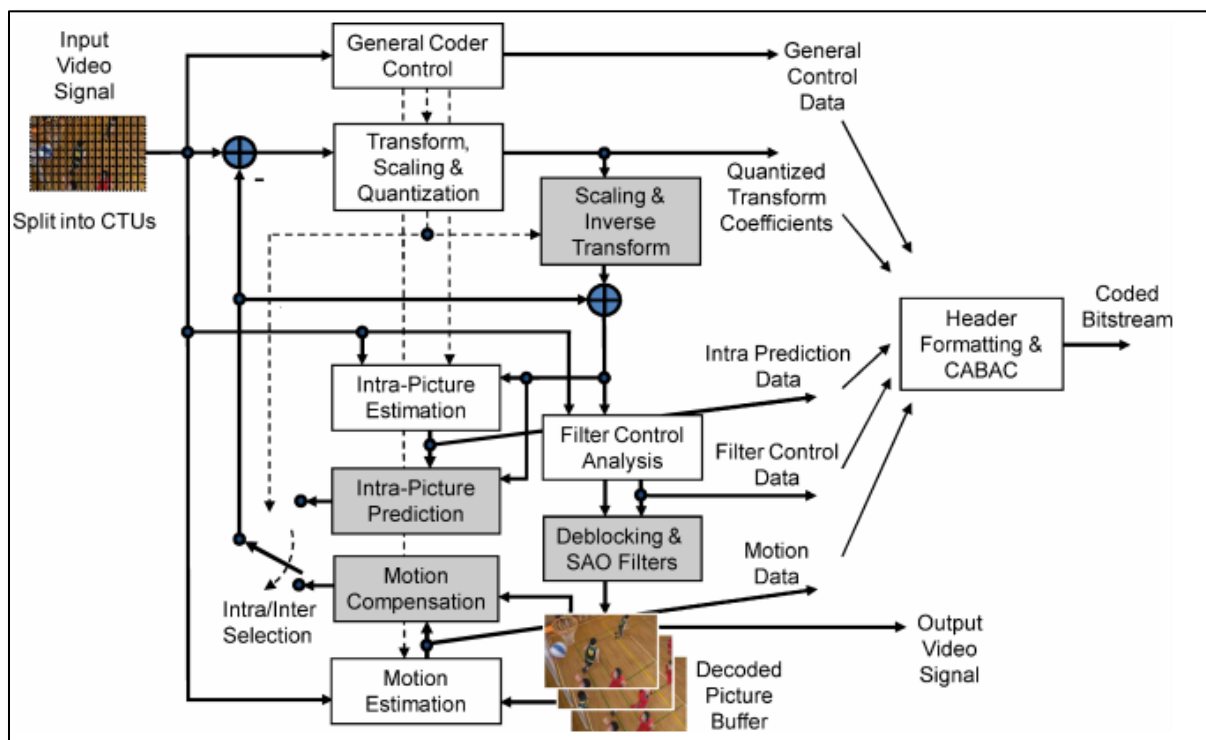 Input
Video
Signal
Split into CTUs
General Coder
Control
General
Control
Data
Transform,
Scaling &
Quantization
-
Quantized
Transform
Coefficients
Scaling &
Inverse
Transform
Header
Formatting &
CABAC
Coded
Bitstream
Intra-Picture
Estimation
Intra Prediction
Data
Filter Control
Analysis
Filter Control
Data
Intra-Picture
Prediction
Deblocking &
SAO Filters
Motion
Compensation
Motion
Data
Intra/Inter
Selection
Output
Video
Signal
Motion
Estimation
Decoded
Picture
Buffer